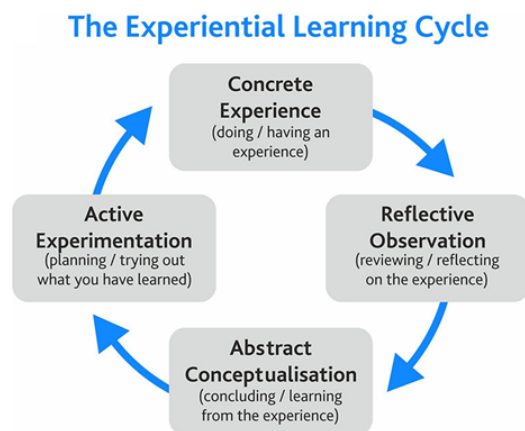 The Experiential Learning Cycle
Concrete
Experience
(doing / having an
experience)
Reflective
Observation
(reviewing / reflecting
on the experience)
Abstract
Conceptualisation
(concluding / learning
from the experience)
Active
Experimentation
(planning / trying out
what you have learned)